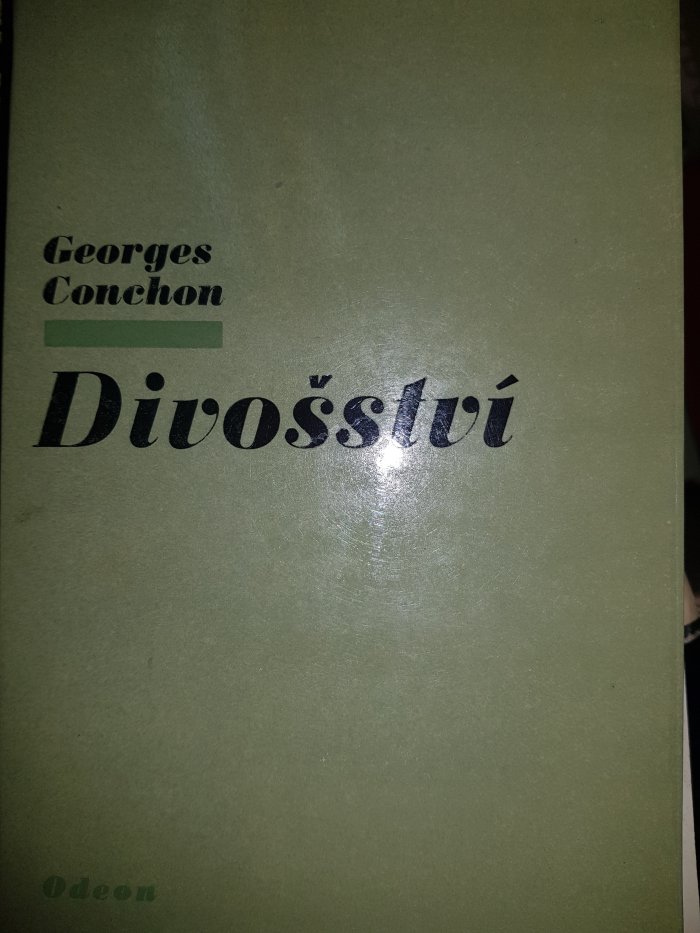 Georges
Conchon
Divošství
Odeon